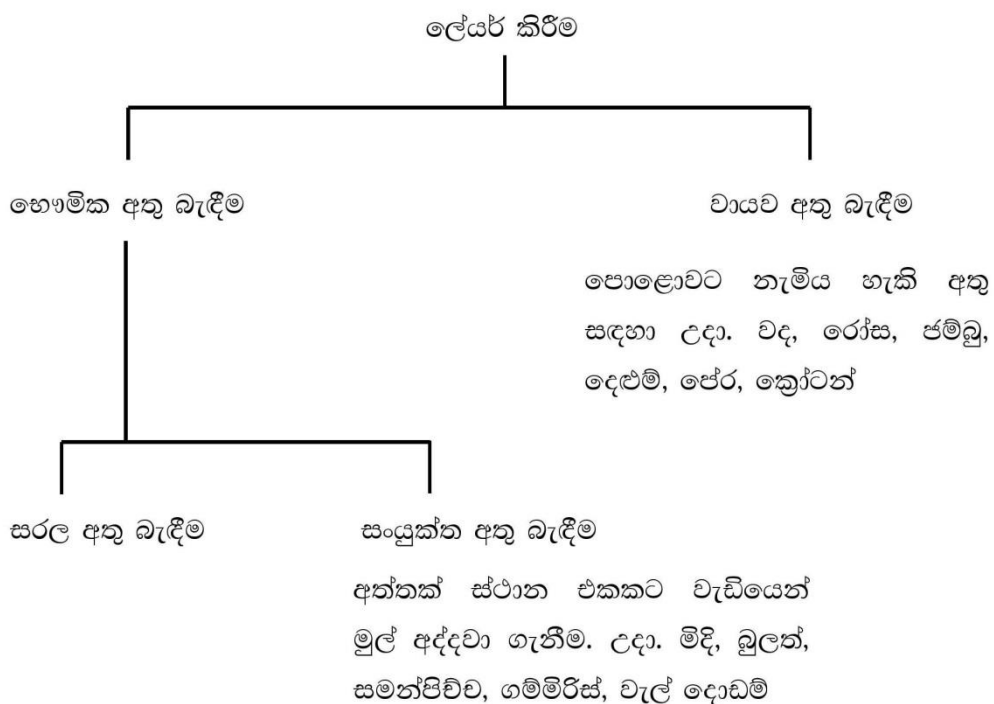 ලේයර් කිරීම
භෞමික අතු බැඳීම
වායව අතු බැඳීම
පොළොවට නැමිය හැකි අතු
සඳහා උදා. වද, රෝස, ජම්බු,
දෙළුම්, පේර, ක්‍රෝටන්
සරල අතු බැඳීම
සංයුක්ත අතු බැඳීම
අත්තක් ස්ථාන එකකට වැඩියෙන්
මුල් අද්දවා ගැනීම. උදා. මිදි, බුලත්,
සමන්පිච්ච, ගම්මිරිස්, වැල් දොඩම්